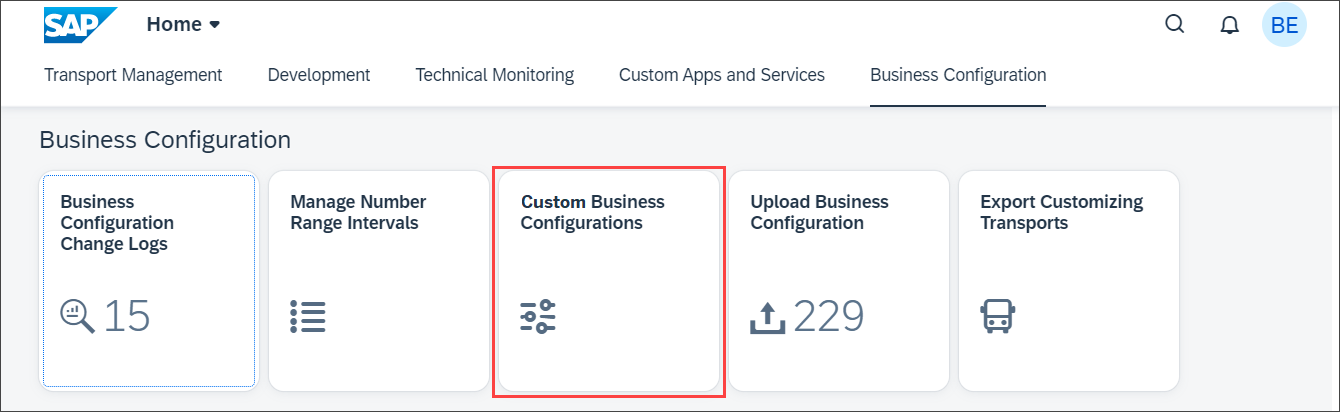 SAP Home BE
Transport Management Development Technical Monitoring Custom Apps and Services Business Configuration
Business Configuration
Business
Configuration
Change Logs
15
Manage Number
Range Intervals
Custom Business
Configurations
Upload Business
Configuration
229
Export Customizing
Transports